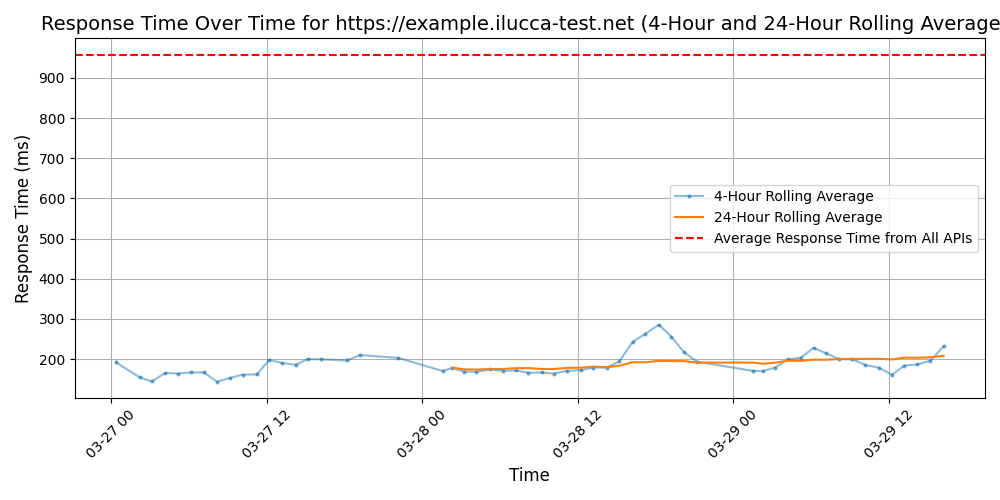 Response Time Over Time for https://example.ilucca-test.net (4-Hour and 24-Hour Rolling Average
Response Time (ms)
900
800
700
600
500
400
300
200
4-Hour Rolling Average
24-Hour Rolling Average
Average Response Time from All APIs
03-27 00
03-27 12
03-28 00
03-28 12
03-29 00
03-29 12
Time